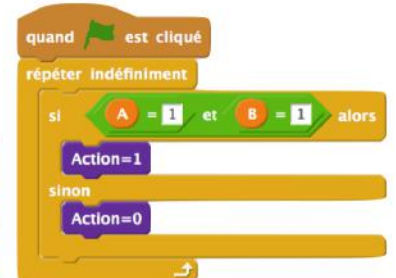 quand est cliqué
répéter indéfiniment
si A = 1 et B = 1 alors
Action=1
sinon
Action=0